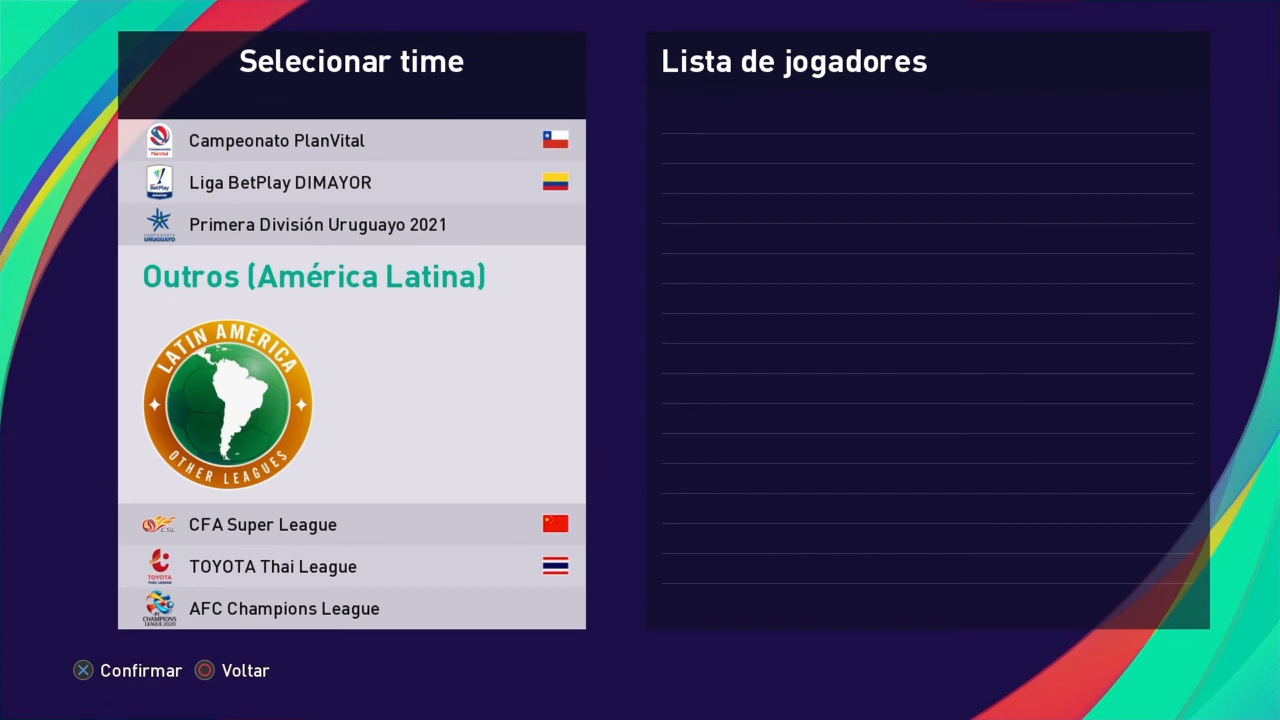 Selecionar time
Campeonato PlanVital
Liga BetPlay DIMAYOR
Primera División Uruguayo 2021
Outros (América Latina)
LATIN AMERICA
OTHER LEAGUES
CFA Super League
TOYOTA Thai League
AFC Champions League
Confirmar
Voltar
Lista de jogadores